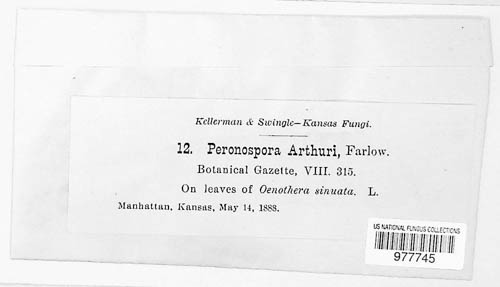 Kellerman & Swingle—Kansas Fungi.
12. Peronospora Arthuri, Farlow.
Botanical Gazette, VIII. 315.
On leaves of Oenothera sinuata. L.
Manhattan, Kansas, May 14, 1888.
US NATIONAL FUNGUS COLLECTIONS
977745